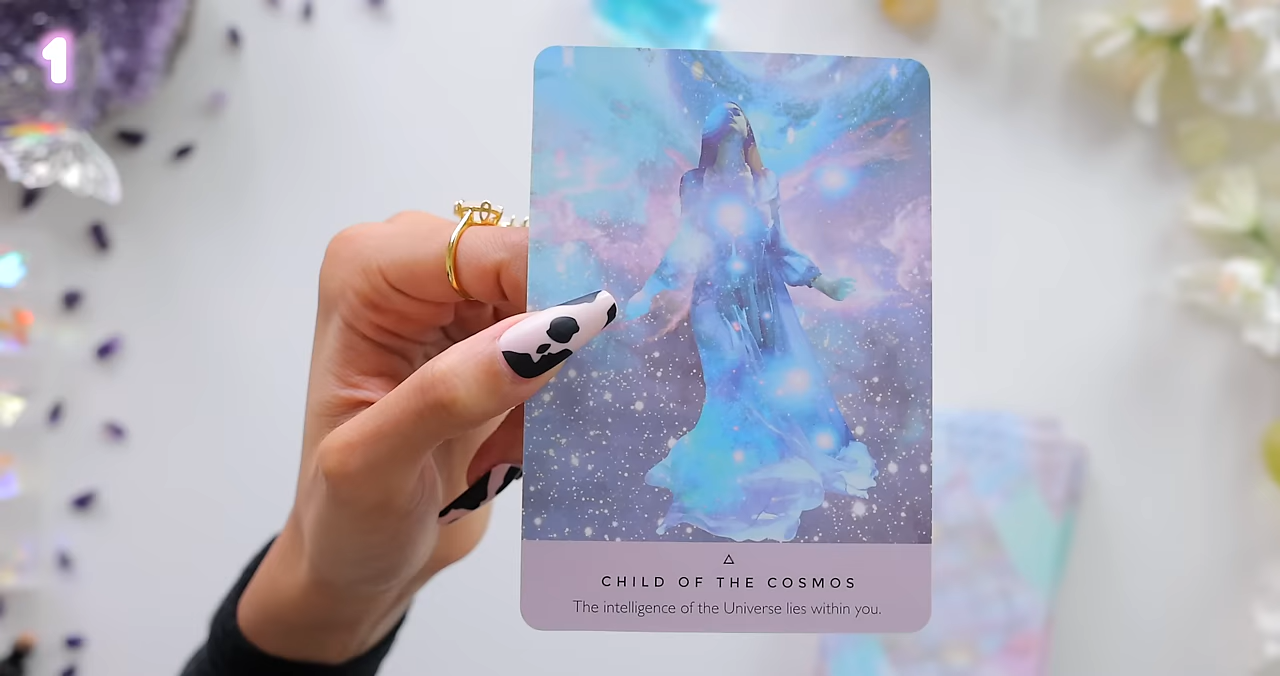 1
CHILD OF THE COSMOS
The intelligence of the Universe lies within you.